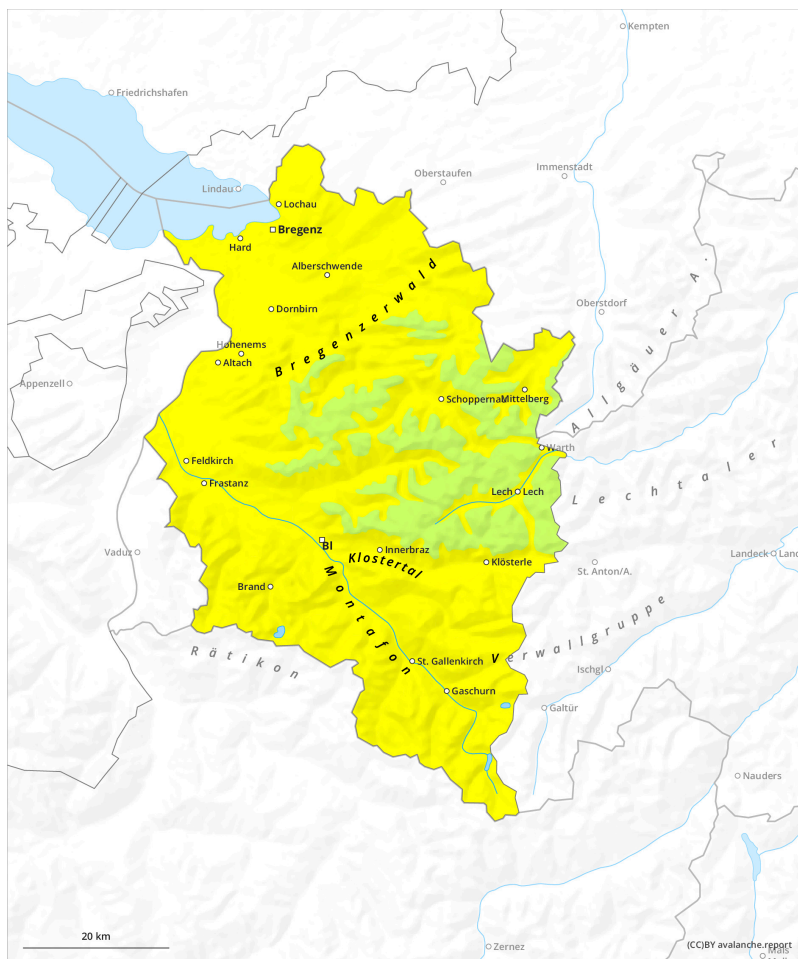 Kempten
Friedrichshafen
Immenstadt
Oberstaufen
Lindau
Lochau
Bregenz
Hard
Alberschwende
Bregenzerwald
Allgäuer A.
Oberstdorf
Dornbirn
Hohenems
Altach
Appenzell
Schoppernau
Mittelberg
Warth
Lechtaler
Feldkirch
Frastanz
Lech
Lech
Vaduz
Bl
Innerbraz
Klostertal
Klösterle
Landeck
St. Anton/A.
Brand
Montafon
Verwallgruppe
Rätikon
St. Gallenkirch
Ischgl
Gaschurn
Galtür
Nauders
20 km
Zernez
(CC)BY avalanche.report